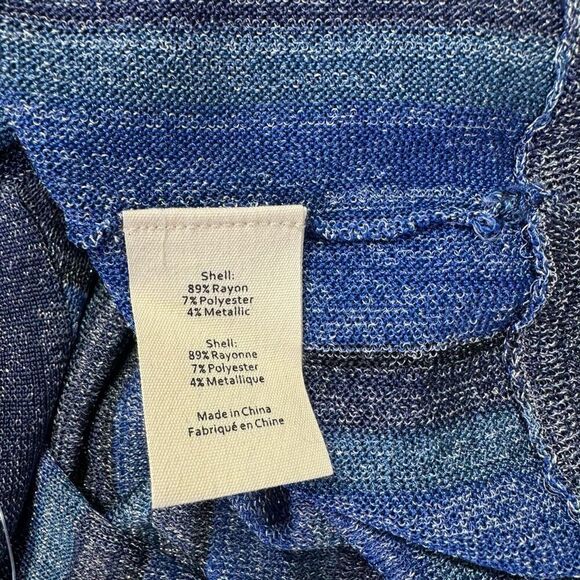 Shell:
89% Rayon
7% Polyester
4% Metallic
Shell:
89% Rayonne
7% Polyester
4% Metallique
Made in China
Fabriqué en Chine